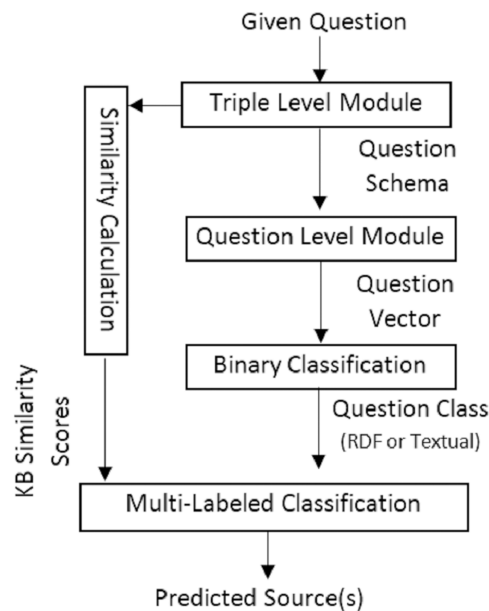 Given Question
Triple Level Module
Similarity Calculation
Question
Schema
Question Level Module
Question
Vector
Binary Classification
KB Similarity
Scores
Question Class
(RDF or Textual)
Multi-Labeled Classification
Predicted Source(s)